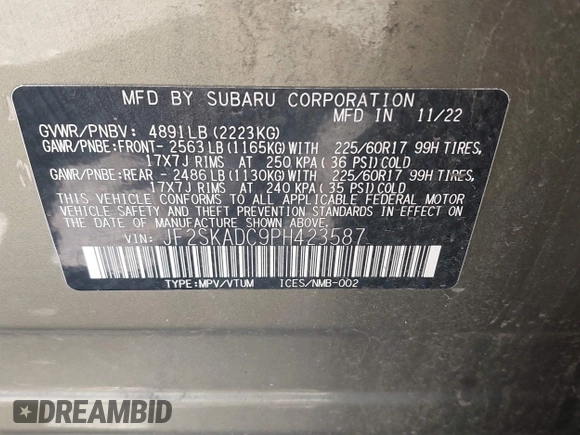 MFD BY SUBARU CORPORATION
MFD IN 11/22
GVWR/PNBV: 4891LB(2223KG)
GAWR/PNBE:FRONT- 2563LB(1165KG)WITH 225/60R17 99H TIRES,
17X7J RIMS AT 250 KPA(36 PSI)COLD
GAWR/PNBE:REAR - 2486LB(1130KG)WITH 225/60R17 99H TIRES,
17X7J RIMS AT 240 KPA(35 PSI)COLD
THIS VEHICLE CONFORMS TO ALL APPLICABLE FEDERAL MOTOR
VEHICLE SAFETY AND THEFT PREVENTION STANDARDS IN EFFECT ON
THE DATE OF MANUFACTURE SHOWN ABOVE.
VIN: JF2SKADC9PH423587
TYPE:MPV/VTUM ICES/NMB-002
DREAMBID